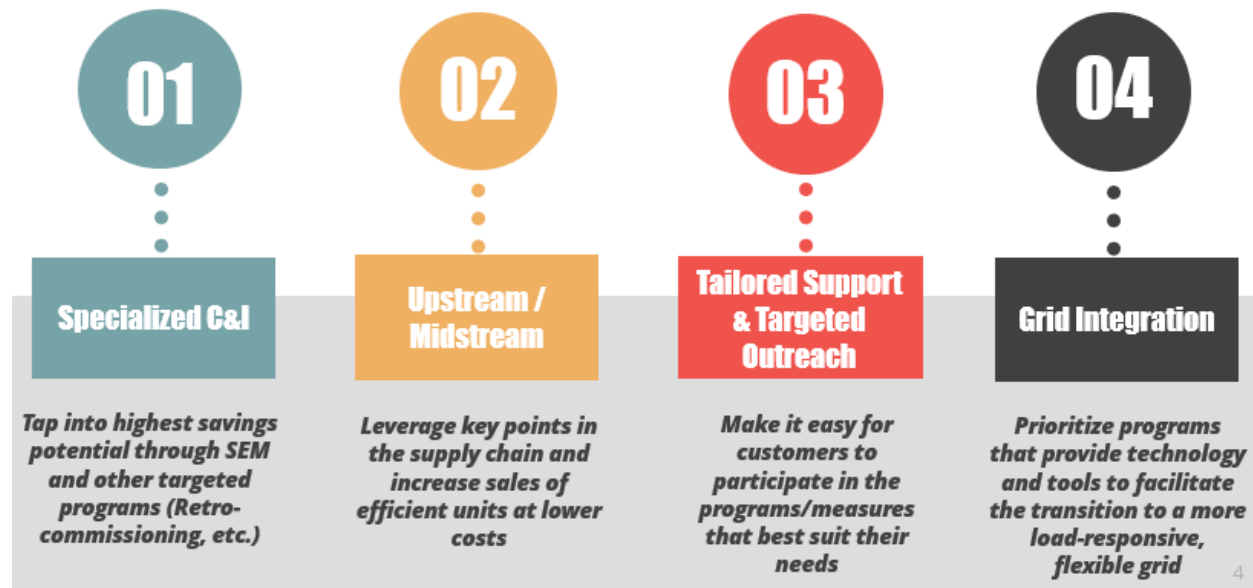 01
Specialized C&I
Tap into highest savings
potential through SEM
and other targeted
programs (Retro-
commissioning, etc.)
02
Upstream /
Midstream
Leverage key points in
the supply chain and
increase sales of
efficient units at lower
costs
03
Tailored Support
& Targeted
Outreach
Make it easy for
customers to
participate in the
programs/measures
that best suit their
needs
04
Grid Integration
Prioritize programs
that provide technology
and tools to facilitate
the transition to a more
load-responsive,
flexible grid
4